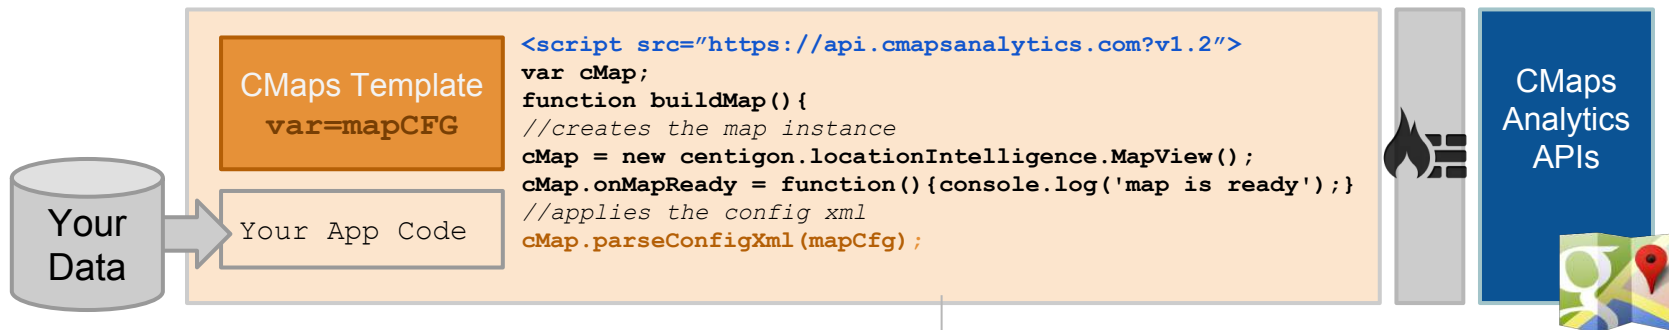 Your
Data
CMaps Template
var=mapCFG
Your App Code
<script src="https://api.cmapsanalytics.com?v1.2">
var cMap;
function buildMap(){
//creates the map instance
cMap = new centigon.locationIntelligence.MapView();
cMap.onMapReady = function(){console.log('map is ready');}
//applies the config xml
cMap.parseConfigXml(mapCfg);
CMaps
Analytics
APIs
g